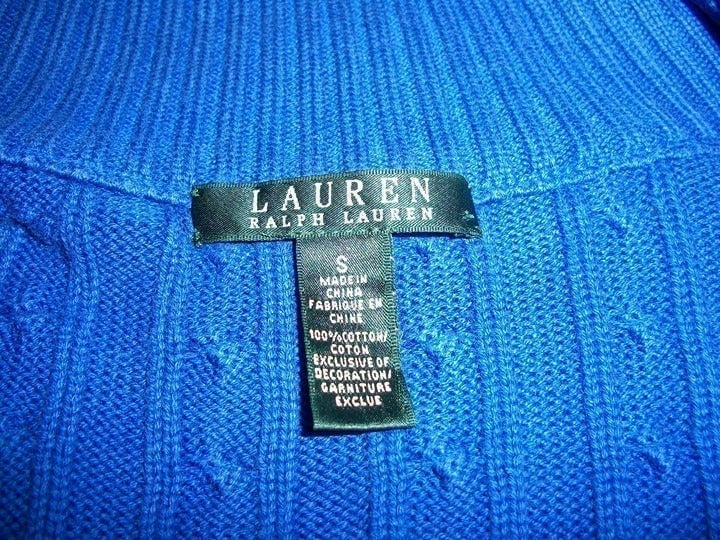 LAUREN
RALPH LAUREN
S
MADE IN
CHINA
FABRIQUE EN
CHINE
100%COTTON/
COTON
EXCLUSIVE OF
DECORATION/
GARNITURE
EXCLUE